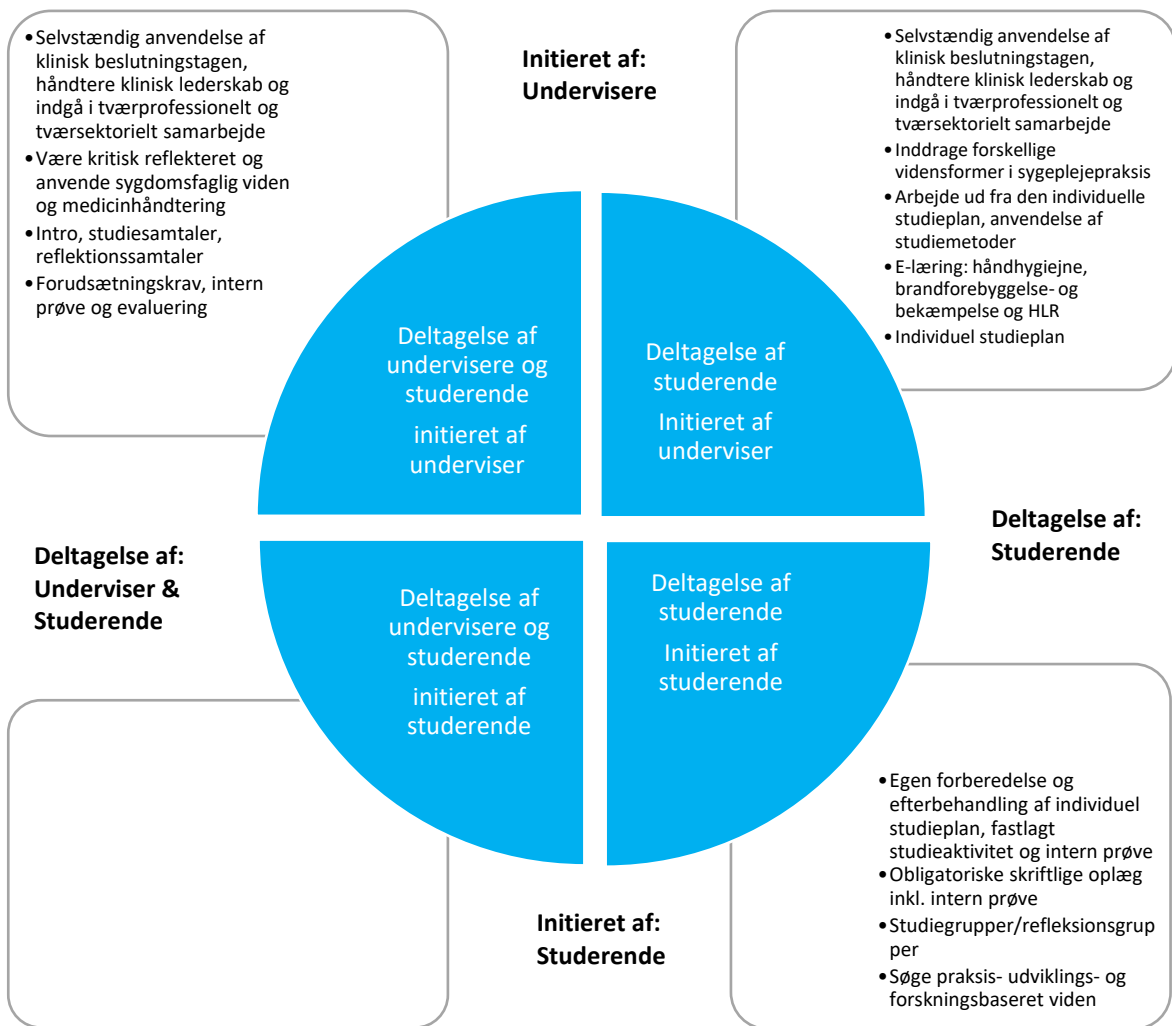 •Selvstændig anvendelse af
klinisk beslutningstagen,
håndtere klinisk lederskab og
indgå i tværprofessionelt og
tværsektorielt samarbejde
•Være kritisk reflekteret og
anvende sygdomsfaglig viden
og medicinhåndtering
•Intro, studiesamtaler,
reflektionssamtaler
•Forudsætningskrav, intern
prøve og evaluering
Initieret af:
Undervisere
•Selvstændig anvendelse af
klinisk beslutningstagen,
håndtere klinisk lederskab og
indgå i tværprofessionelt og
tværsektorielt samarbejde
•Inddrage forskellige
vidensformer i sygeplejepraksis
•Arbejde ud fra den individuelle
studieplan, anvendelse af
studiemetoder
•E-læring: håndhygiejne,
brandforebyggelse- og
bekæmpelse og HLR
•Individuel studieplan
Deltagelse af
undervisere og
studerende
initieret af
underviser
Deltagelse af
studerende
Initieret af
underviser
Deltagelse af:
Underviser &
Studerende
Deltagelse af:
Studerende
Deltagelse af
undervisere og
studerende
initieret af
studerende
Deltagelse af
studerende
Initieret af
studerende
Initieret af:
Studerende
•Egen forberedelse og
efterbehandling af individuel
studieplan, fastlagt
studieaktivitet og intern prøve
•Obligatoriske skriftlige oplæg
inkl. intern prøve
•Studiegrupper/refleksionsgrup
per
•Søge praksis- udviklings- og
forskningsbaseret viden